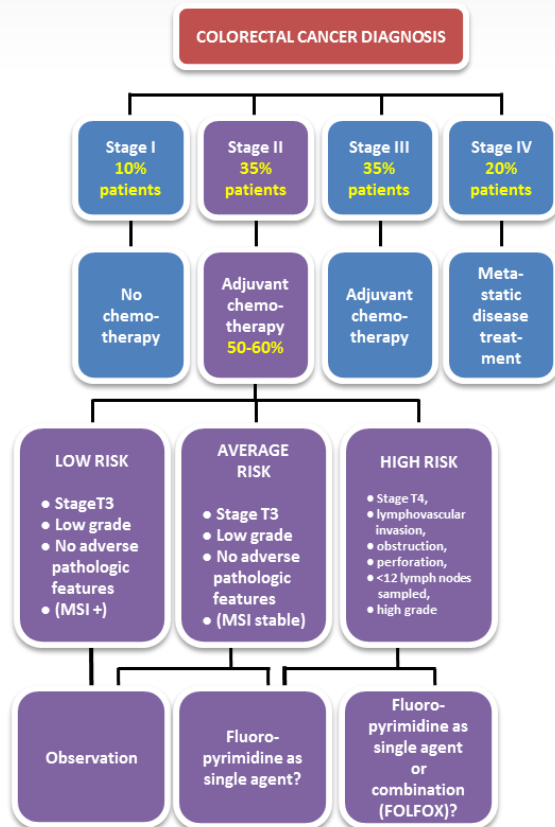 COLORECTAL CANCER DIAGNOSIS
Stage I
10%
patients
Stage II
35%
patients
Stage III
35%
patients
Stage IV
20%
patients
No
chemo-
therapy
Adjuvant
chemo-
therapy
50-60%
Adjuvant
chemo-
therapy
Meta-
static
disease
treat-
ment
LOW RISK
● StageT3
● Low grade
● No adverse
pathologic
features
● (MSI +)
AVERAGE
RISK
● Stage T3
● Low grade
● No adverse
pathologic
features
● (MSI stable)
HIGH RISK
● Stage T4,
● lymphovascular
invasion,
● obstruction,
● perforation,
● <12 lymph nodes
sampled,
● high grade
Observation
Fluoro-
pyrimidine as
single agent?
Fluoro-
pyrimidine as
single agent
or
combination
(FOLFOX)?